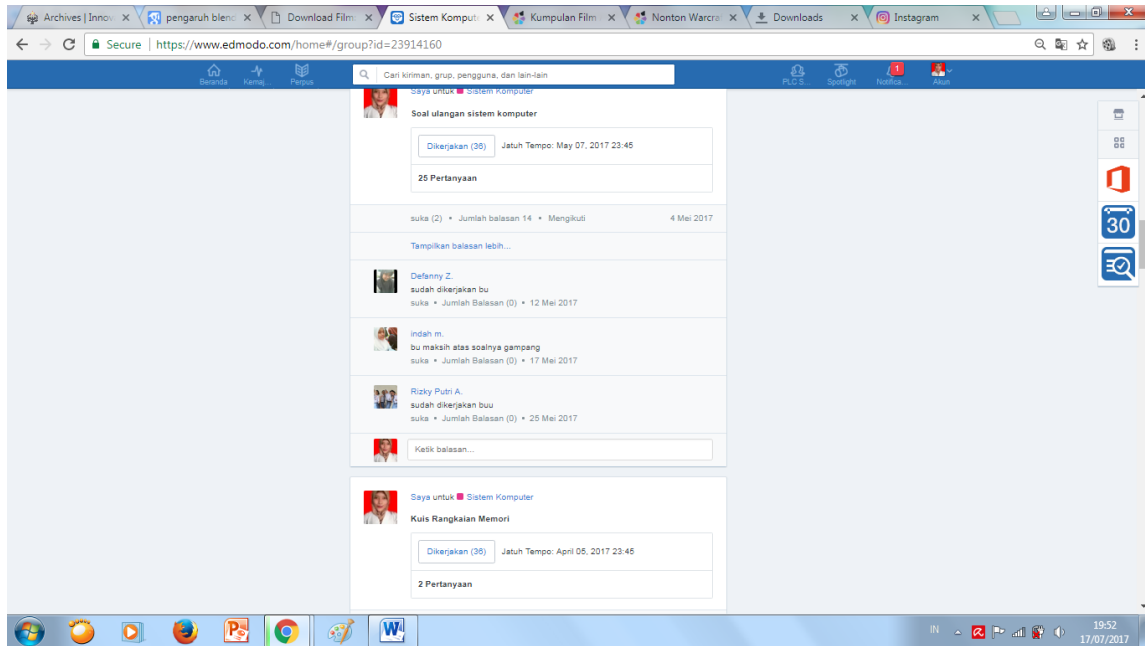 Archives | Innov
pengaruh blend
Download Film
Sistem Kompute
Kumpulan Film
Nonton Warcraf
Downloads
Instagram
Secure | https://www.edmodo.com/home#/group?id=23914160
Beranda
Kemaj...
Perpus
Cari kiriman, grup, pengguna, dan lain-lain
PLC S...
Spotlight
1
Notifica...
Akun
Saya untuk Sistem Komputer
Soal ulangan sistem komputer
Dikerjakan (36) Jatuh Tempo: May 07, 2017 23:45
25 Pertanyaan
suka (2) • Jumlah balasan 14 • Mengikuti 4 Mei 2017
Tampilkan balasan lebih...
Defanny Z.
sudah dikerjakan bu
suka • Jumlah Balasan (0) • 12 Mei 2017
indah m.
bu maksih atas soalnya gampang
suka • Jumlah Balasan (0) • 17 Mei 2017
Rizky Putri A.
sudah dikerjakan buu
suka • Jumlah Balasan (0) • 25 Mei 2017
Ketik balasan...
Saya untuk Sistem Komputer
Kuis Rangkaian Memori
Dikerjakan (36) Jatuh Tempo: April 05, 2017 23:45
2 Pertanyaan
30
IN
19:52
17/07/2017